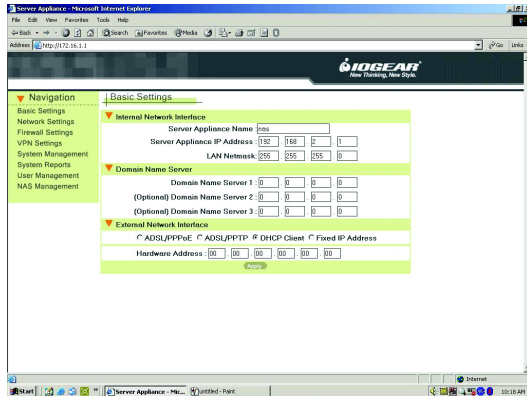 Server Appliance - Microsoft Internet Explorer
File Edit View Favorites Tools Help
Back Search Favorites Media
Address http://172.16.1.1 Go Links
IOGEAR
New Thinking, New Style.
Navigation
Basic Settings
Network Settings
Firewall Settings
VPN Settings
System Management
System Reports
User Management
NAS Management
Basic Settings
Internal Network Interface
Server Appliance Name : nas
Server Appliance IP Address : 192 . 168 . 2 . 1
LAN Netmask: 255 . 255 . 255 . 0
Domain Name Server
Domain Name Server 1 : 0 . 0 . 0 . 0
(Optional) Domain Name Server 2 : 0 . 0 . 0 . 0
(Optional) Domain Name Server 3 : 0 . 0 . 0 . 0
External Network Interface
ADSL/PPPoE ADSL/PPTP DHCP Client Fixed IP Address
Hardware Address : 00 . 00 . 00 . 00 . 00 . 00
Apply
Internet
Start Server Appliance - Mic... untitled - Paint 10:16 AM